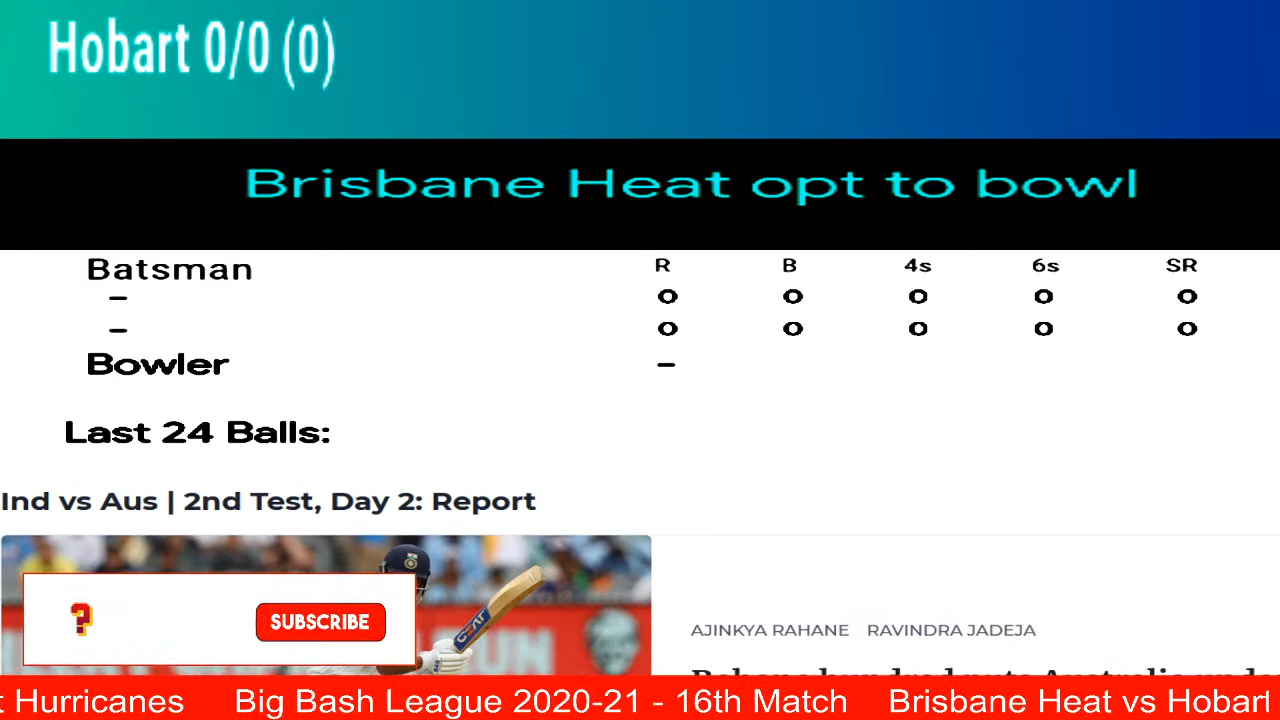 Hobart 0/0 (0)
Brisbane Heat opt to bowl
Batsman R B 4s 6s SR
- 0 0 0 0 0
- 0 0 0 0 0
Bowler -
Last 24 Balls:
Ind vs Aus | 2nd Test, Day 2: Report
?
SUBSCRIBE
CEAT
AJINKYA RAHANE RAVINDRA JADEJA
t Hurricanes Big Bash League 2020-21 - 16th Match Brisbane Heat vs Hobart